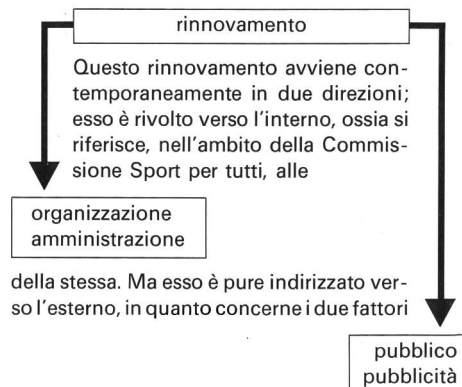 rinnovamento
Questo rinnovamento avviene con-
temporaneamente in due direzioni;
esso è rivolto verso l'interno, ossia si
riferisce, nell'ambito della Commis-
sione Sport per tutti, alle
organizzazione
amministrazione
della stessa. Ma esso è pure indirizzato ver-
so l'esterno, in quanto concerne i due fattori
pubblico
pubblicità